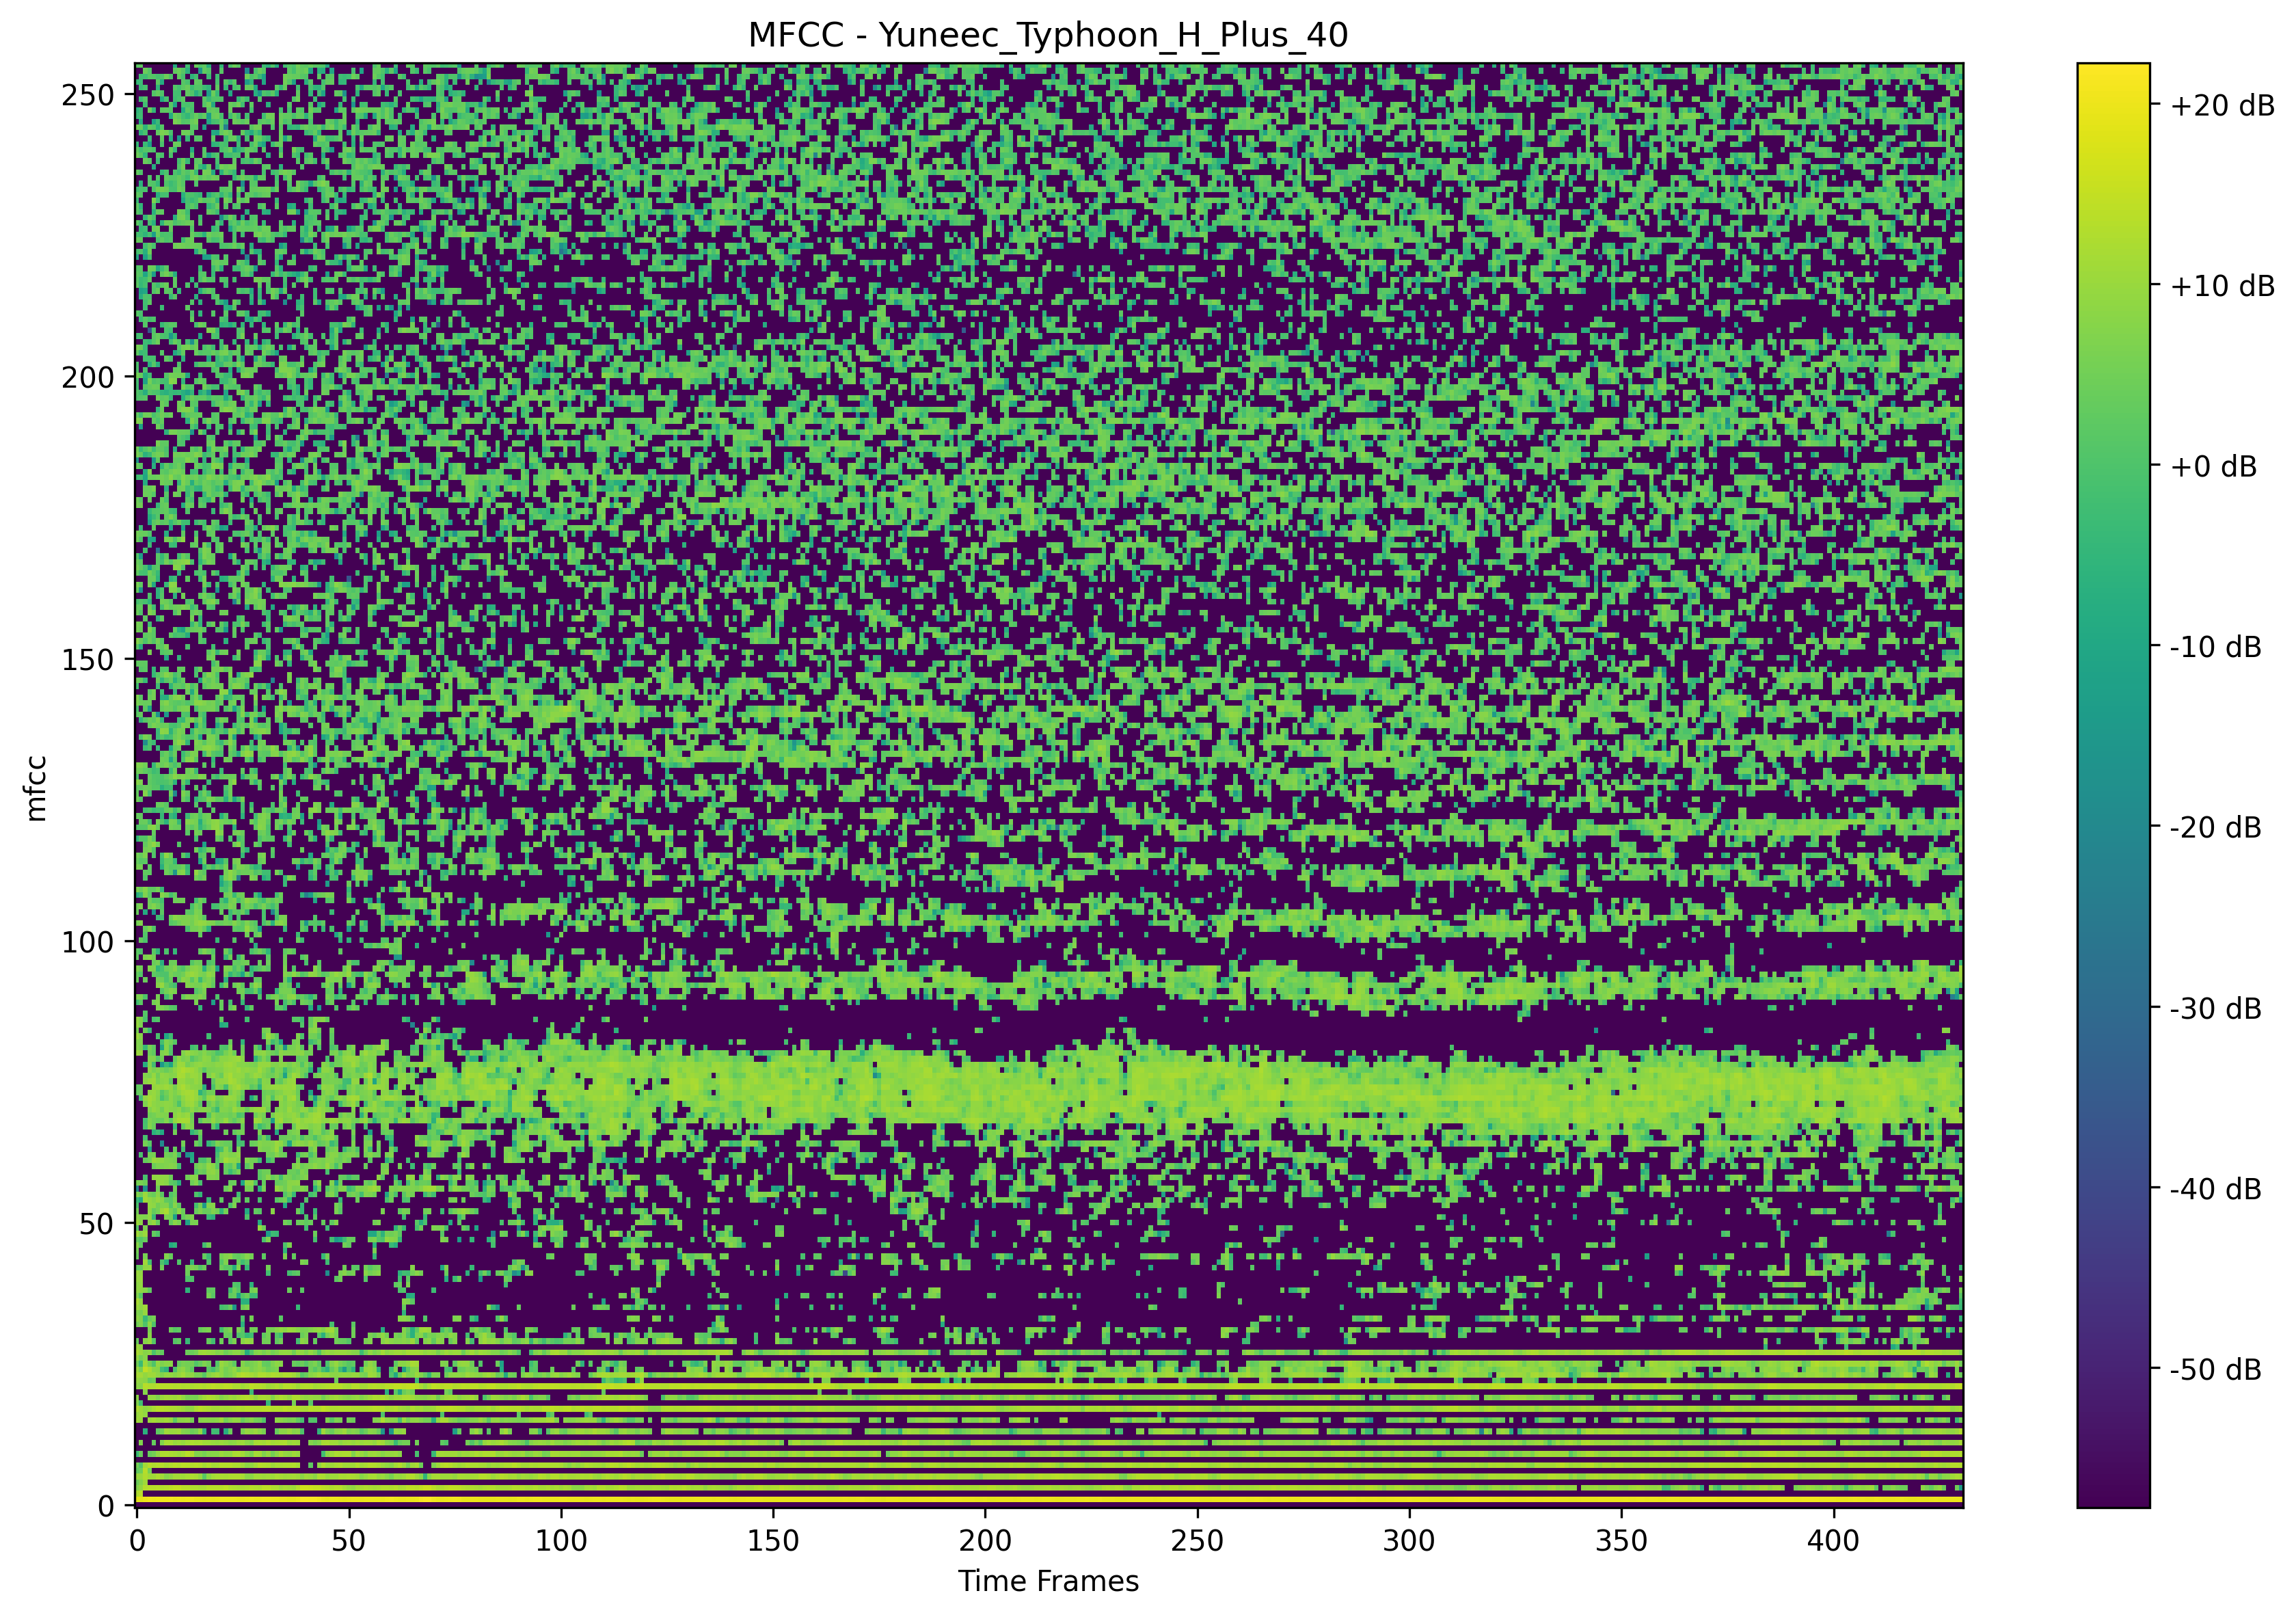 MFCC - Yuneec_Typhoon_H_Plus_40
250
200
150
100
50
0
mfcc
0 50 100 150 200 250 300 350 400
Time Frames
+20 dB
+10 dB
+0 dB
-10 dB
-20 dB
-30 dB
-40 dB
-50 dB